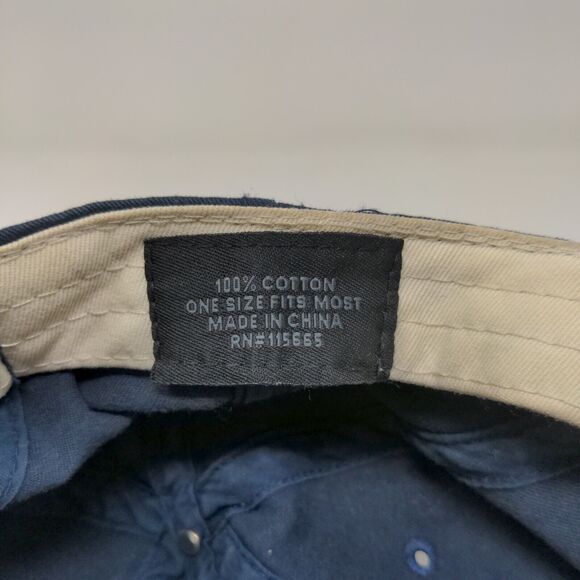 100% COTTON
ONE SIZE FITS MOST
MADE IN CHINA
RN#115665